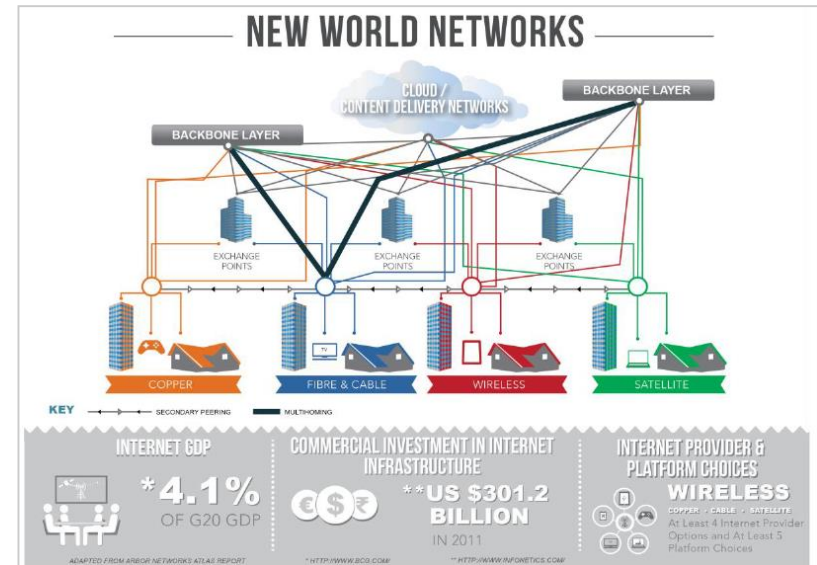 NEW WORLD NETWORKS
CLOUD /
CONTENT DELIVERY NETWORKS
BACKBONE LAYER
BACKBONE LAYER
EXCHANGE
POINTS
EXCHANGE
POINTS
EXCHANGE
POINTS
TV
COPPER
FIBRE & CABLE
WIRELESS
SATELLITE
KEY
SECONDARY PEERING
MULTIHOMING
INTERNET GDP
*4.1%
OF G20 GDP
ADAPTED FROM ARBOR NETWORKS ATLAS REPORT
COMMERCIAL INVESTMENT IN INTERNET
INFRASTRUCTURE
€ $ ₹
**US $301.2
BILLION
IN 2011
* HTTP://WWW.BCG.COM/
** HTTP://WWW.INFONETICS.COM/
INTERNET PROVIDER &
PLATFORM CHOICES
WIRELESS
COPPER • CABLE • SATELLITE
At Least 4 Internet Provider
Options and At Least 5
Platform Choices